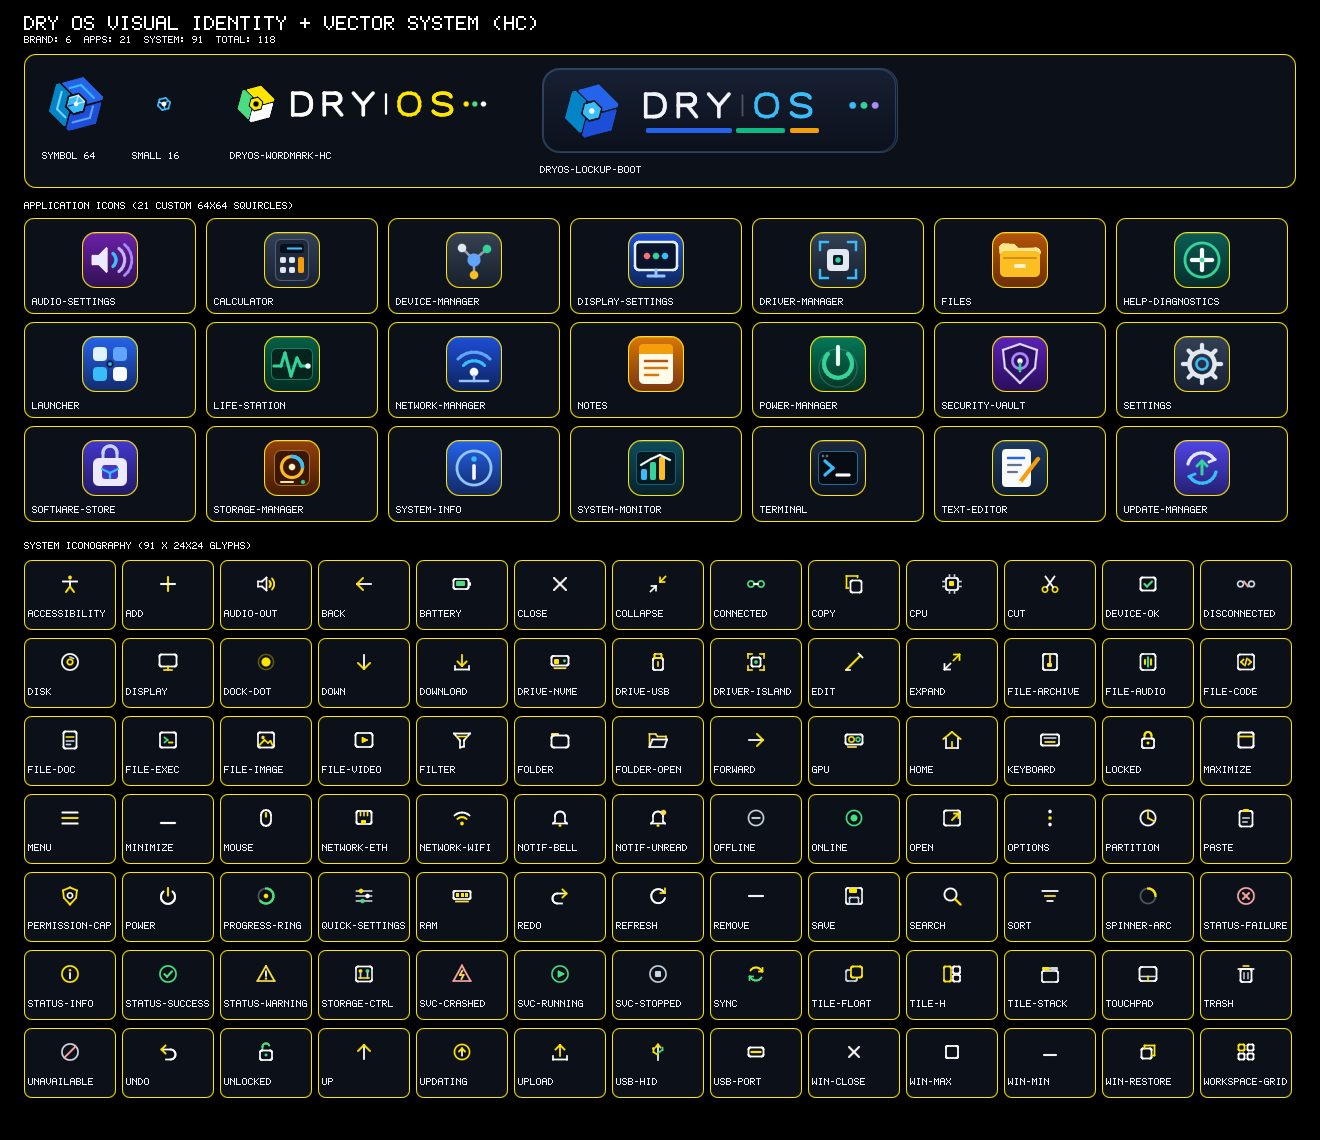 DRY OS VISUAL IDENTITY + VECTOR SYSTEM (HC)
BRAND: 6 APPS: 21 SYSTEM: 91 TOTAL: 118
DRY|OS
DRY|OS
SYMBOL 64 SMALL 16 DRYOS-WORDMARK-HC
DRYOS-LOCKUP-BOOT
APPLICATION ICONS (21 CUSTOM 64X64 SQUIRCLES)
AUDIO-SETTINGS CALCULATOR DEVICE-MANAGER DISPLAY-SETTINGS DRIVER-MANAGER FILES HELP-DIAGNOSTICS
LAUNCHER LIFE-STATION NETWORK-MANAGER NOTES POWER-MANAGER SECURITY-VAULT SETTINGS
SOFTWARE-STORE STORAGE-MANAGER SYSTEM-INFO SYSTEM-MONITOR TERMINAL TEXT-EDITOR UPDATE-MANAGER
SYSTEM ICONOGRAPHY (91 X 24X24 GLYPHS)
ACCESSIBILITY ADD AUDIO-OUT BACK BATTERY CLOSE COLLAPSE CONNECTED COPY CPU CUT DEVICE-OK DISCONNECTED
DISK DISPLAY DOCK-DOT DOWN DOWNLOAD DRIVE-NVME DRIVE-USB DRIVER-ISLAND EDIT EXPAND FILE-ARCHIVE FILE-AUDIO FILE-CODE
FILE-DOC FILE-EXEC FILE-IMAGE FILE-VIDEO FILTER FOLDER FOLDER-OPEN FORWARD GPU HOME KEYBOARD LOCKED MAXIMIZE
MENU MINIMIZE MOUSE NETWORK-ETH NETWORK-WIFI NOTIF-BELL NOTIF-UNREAD OFFLINE ONLINE OPEN OPTIONS PARTITION PASTE
PERMISSION-CAP POWER PROGRESS-RING QUICK-SETTINGS RAM REDO REFRESH REMOVE SAVE SEARCH SORT SPINNER-ARC STATUS-FAILURE
STATUS-INFO STATUS-SUCCESS STATUS-WARNING STORAGE-CTRL SVC-CRASHED SVC-RUNNING SVC-STOPPED SYNC TILE-FLOAT TILE-H TILE-STACK TOUCHPAD TRASH
UNAVAILABLE UNDO UNLOCKED UP UPDATING UPLOAD USB-HID USB-PORT WIN-CLOSE WIN-MAX WIN-MIN WIN-RESTORE WORKSPACE-GRID